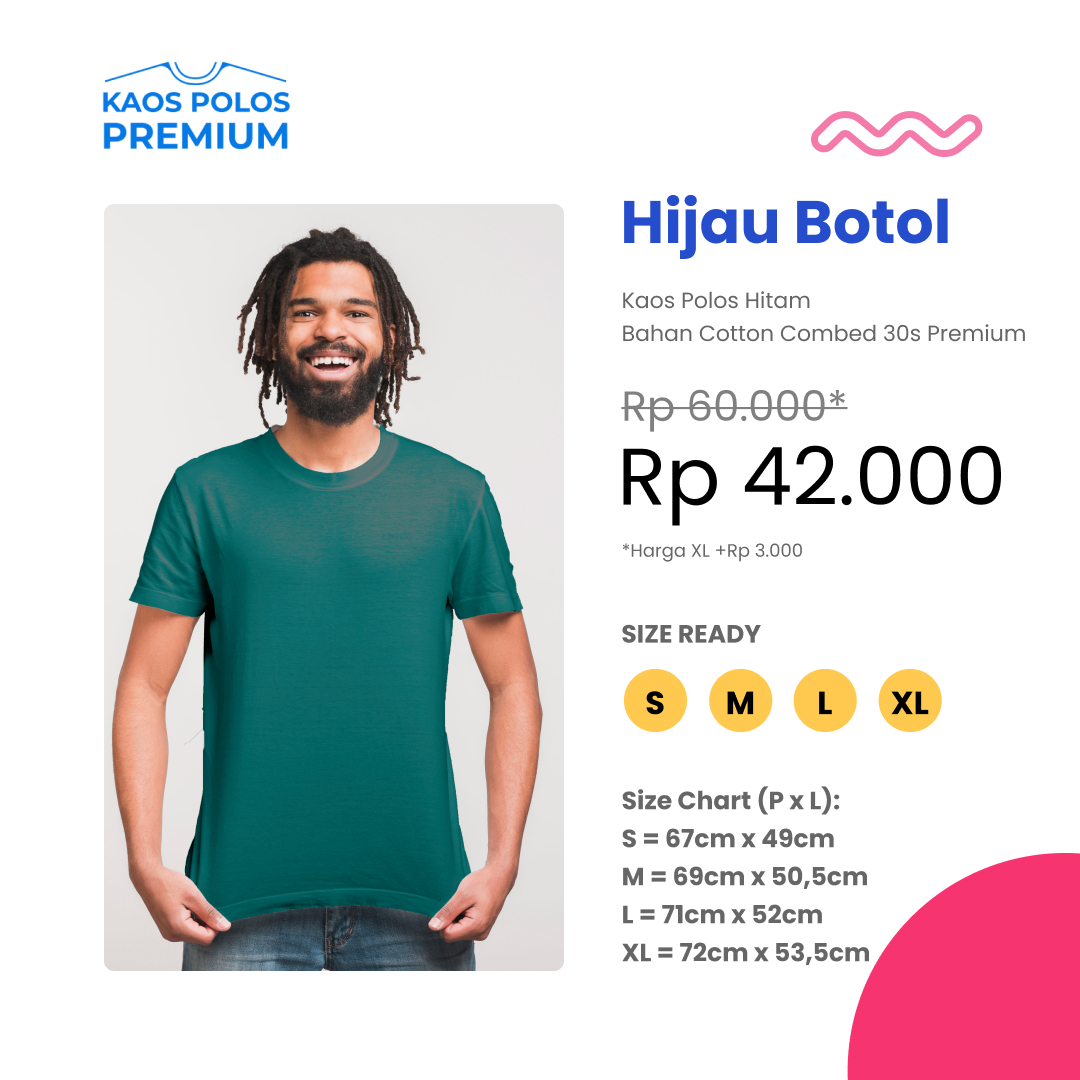 KAOS POLOS
PREMIUM
Hijau Botol
Kaos Polos Hitam
Bahan Cotton Combed 30s Premium
Rp 60.000*
Rp 42.000
*Harga XL +Rp 3.000
SIZE READY
S M L XL
Size Chart (P x L):
S = 67cm x 49cm
M = 69cm x 50,5cm
L = 71cm x 52cm
XL = 72cm x 53,5cm